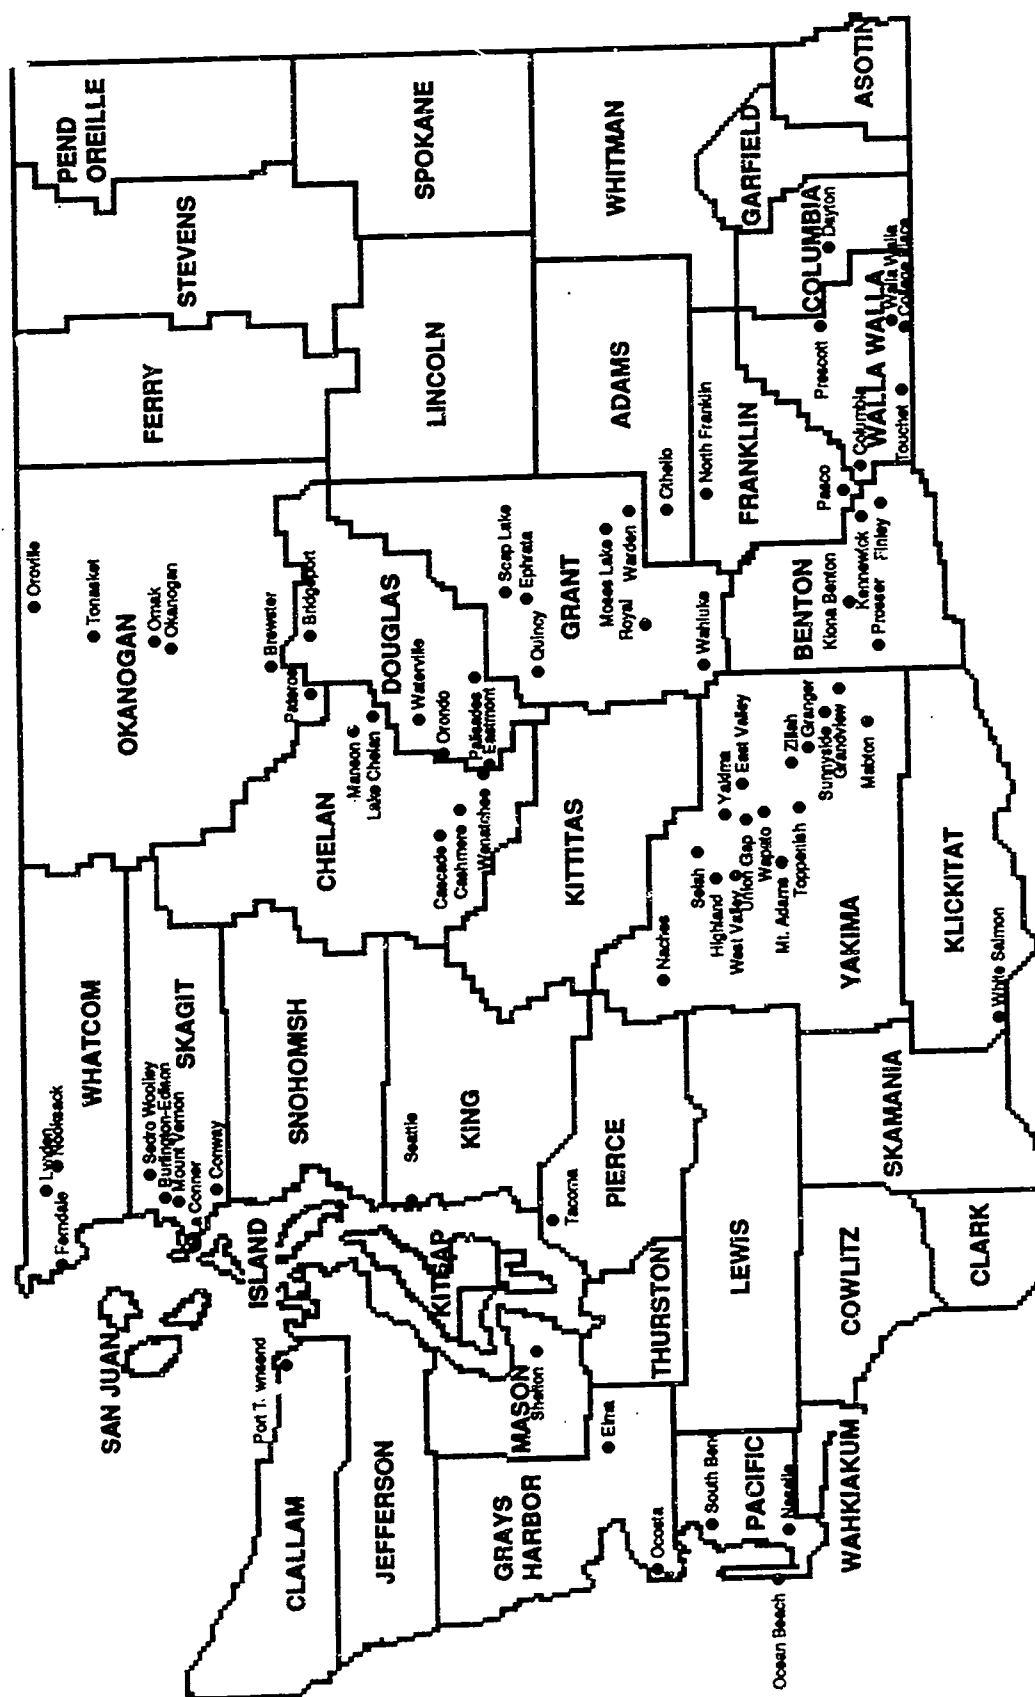 SAN JUAN
WHATCOM
Lynden
Nooksack
Ferndale
SKAGIT
Sedro Woolley
Burlington-Edison
Mount Vernon
a Conner
Conway
ISLAND
SNOHOMISH
CLALLAM
Port T. wnsend
JEFFERSON
KITSAP
KING
Seattle
MASON
Shelton
GRAYS
HARBOR
Elma
Ocosta
PIERCE
Tacoma
THURSTON
LEWIS
PACIFIC
South Ben
Naselle
Ocean Beach
WAHKIAKUM
COWLITZ
CLARK
SKAMANIA
OKANOGAN
Oroville
Tonasket
Omak
Okanogan
Brewster
Pateros
Bridgeport
CHELAN
Manson
Lake Chelan
Cascade
Cashmere
Wenatchee
DOUGLAS
Waterville
Orondo
Palisades
Eastmont
KITTITAS
GRANT
Soap Lake
Ephrata
Quincy
Moses Lake
Warden
Royal
Wahluke
YAKIMA
Naches
Selah
Highland
West Valley
Union Gap
Wapato
Mt. Adams
Toppenish
Yakima
East Valley
Zillah
Granger
Sunnyside
Grandview
Mabton
KLICKITAT
White Salmon
BENTON
Kiona Benton
Kennewick
Prosser
Finley
FERRY
STEVENS
PEND
OREILLE
LINCOLN
SPOKANE
ADAMS
Othello
WHITMAN
FRANKLIN
North Franklin
Pasco
WALLA WALLA
Columbia
Prescott
Touchet
Walla Walla
College Place
COLUMBIA
Dayton
GARFIELD
ASOTIN